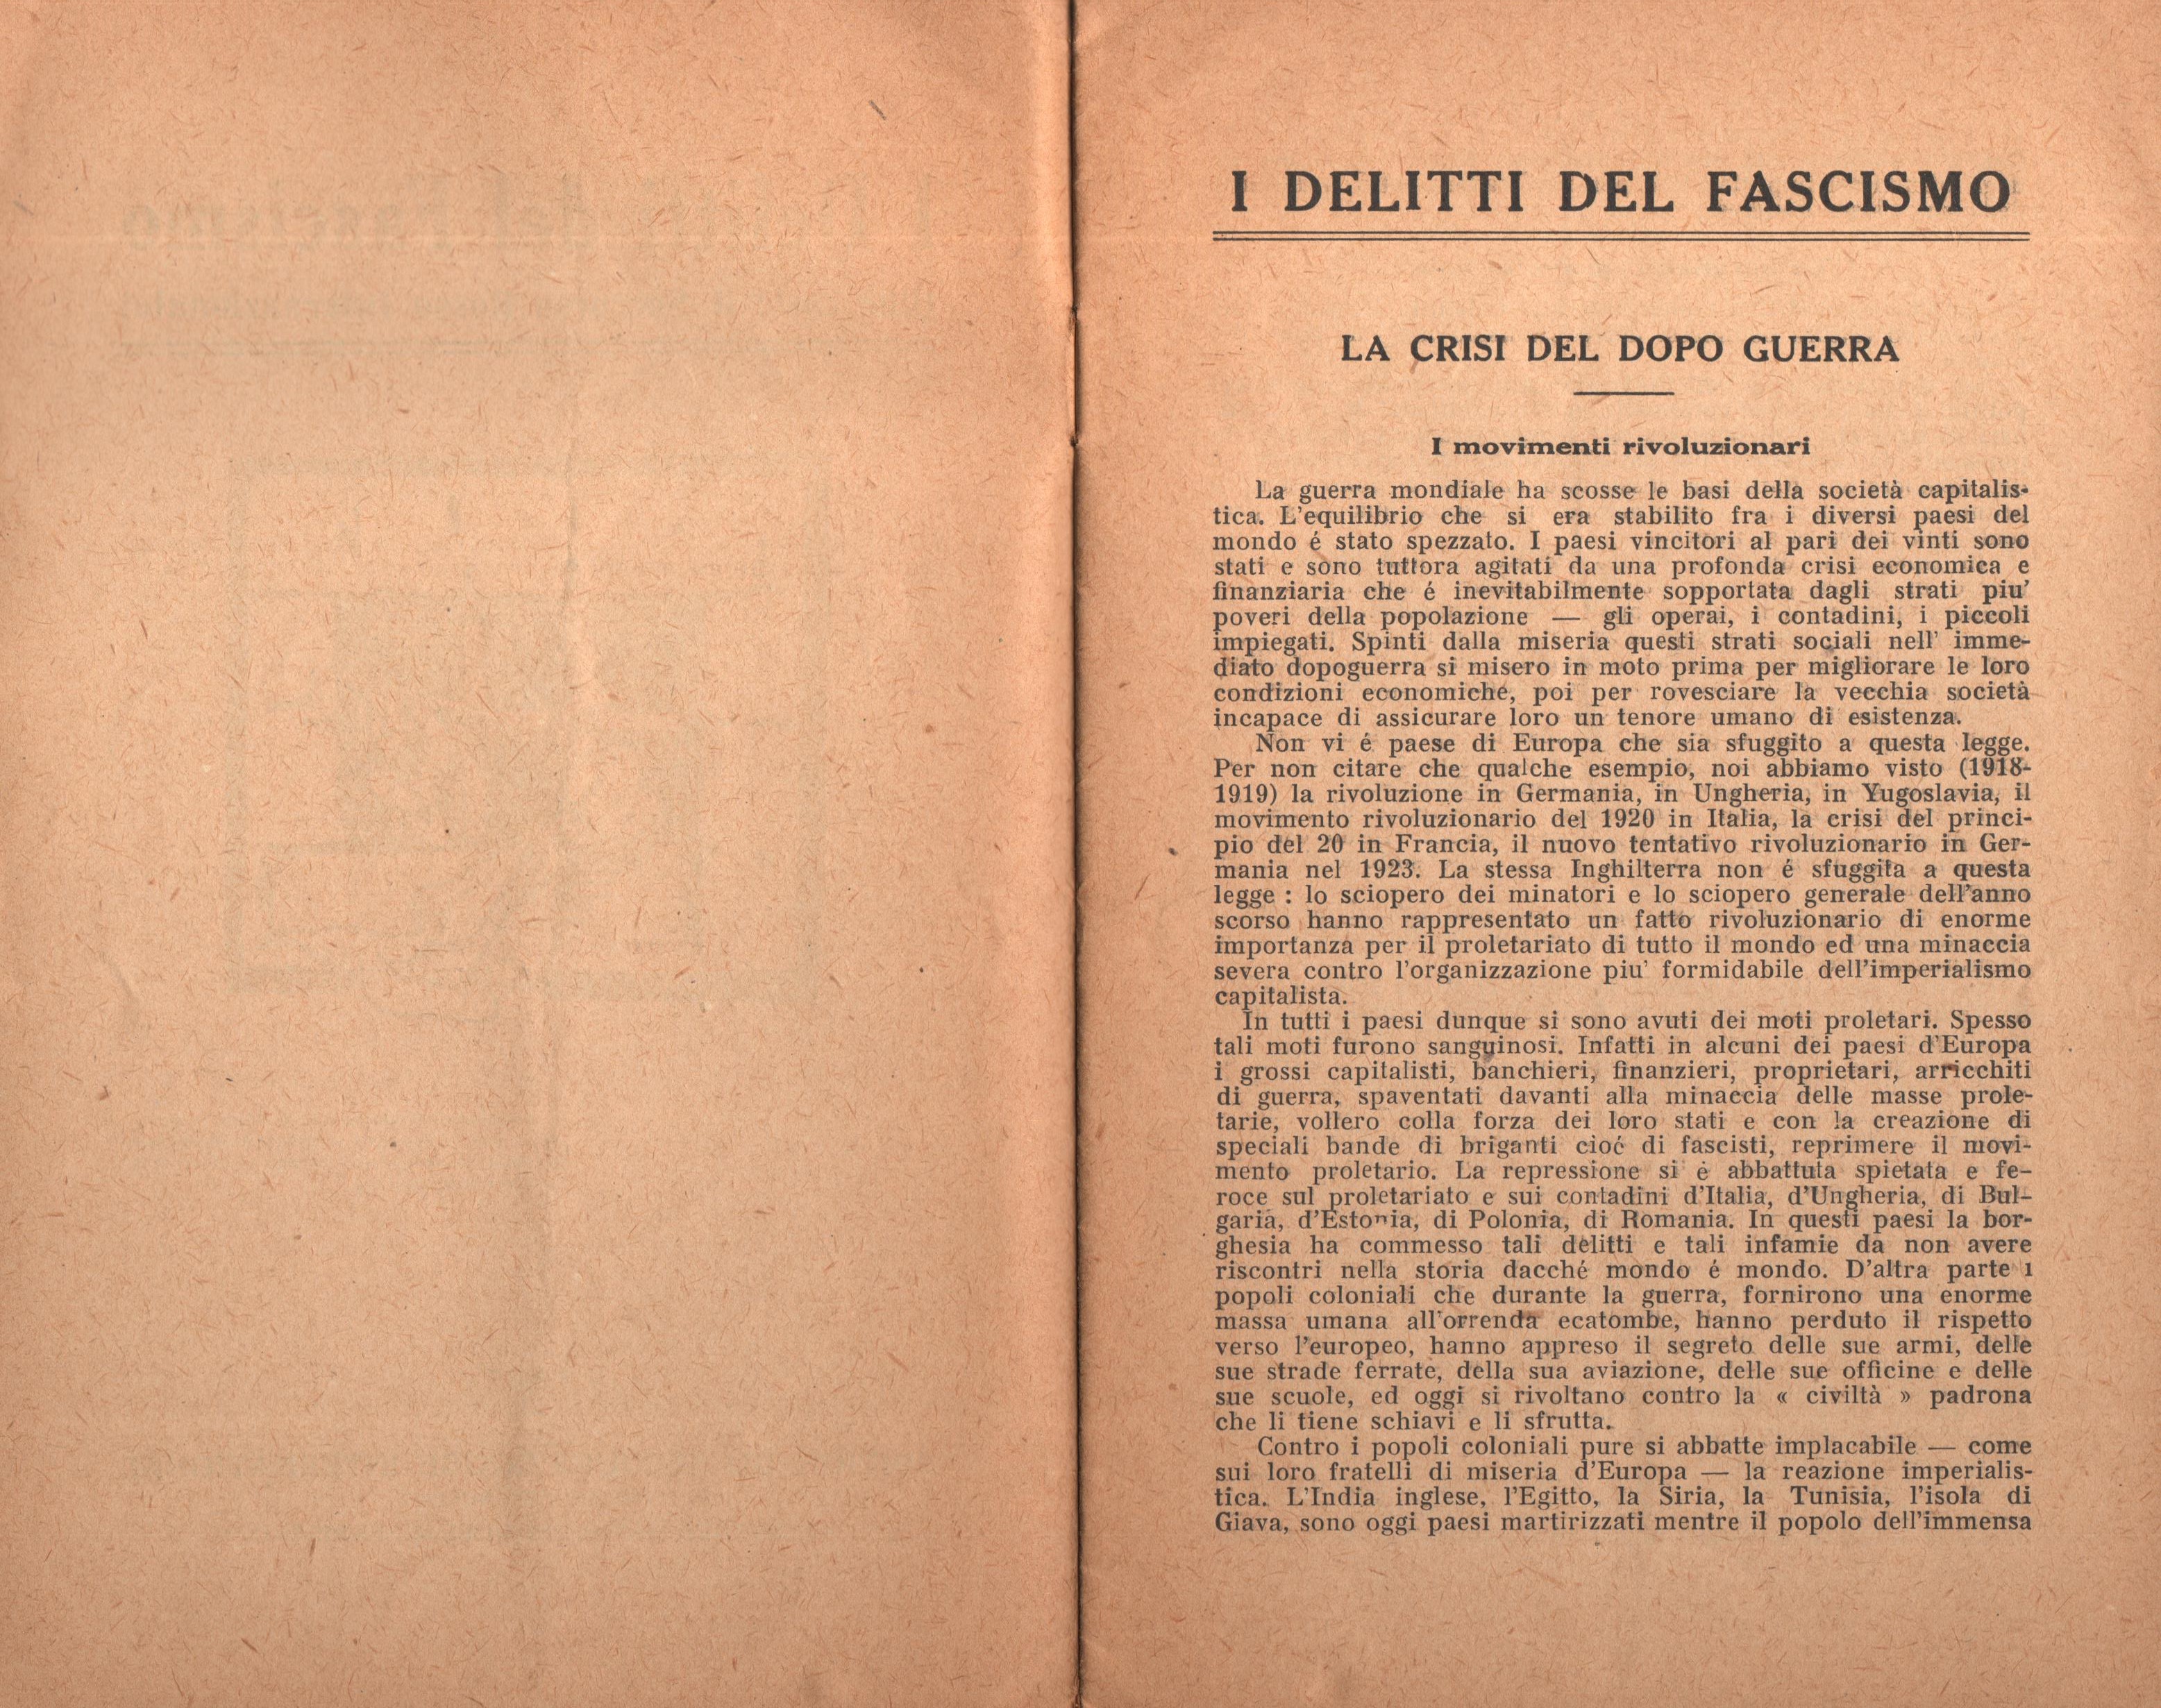 I DELITTI DEL FASCISMO
LA CRISI DEL DOPO GUERRA
I movimenti rivoluzionari
La guerra mondiale ha scosse le basi della società capitalis-
tica. L'equilibrio che si era stabilito fra i diversi paesi del
mondo é stato spezzato. I paesi vincitori al pari dei vinti sono
stati e sono tuttora agitati da una profonda crisi economica e
finanziaria che é inevitabilmente sopportata dagli strati piu'
poveri della popolazione — gli operai, i contadini, i piccoli
impiegati. Spinti dalla miseria questi strati sociali nell' imme-
diato dopoguerra si misero in moto prima per migliorare le loro
condizioni economiche, poi per rovesciare la vecchia società
incapace di assicurare loro un tenore umano di esistenza.
Non vi é paese di Europa che sia sfuggito a questa legge.
Per non citare che qualche esempio, noi abbiamo visto (1918-
1919) la rivoluzione in Germania, in Ungheria, in Yugoslavia, il
movimento rivoluzionario del 1920 in Italia, la crisi del princi-
pio del 20 in Francia, il nuovo tentativo rivoluzionario in Ger-
mania nel 1923. La stessa Inghilterra non é sfuggita a questa
legge : lo sciopero dei minatori e lo sciopero generale dell'anno
scorso hanno rappresentato un fatto rivoluzionario di enorme
importanza per il proletariato di tutto il mondo ed una minaccia
severa contro l'organizzazione piu' formidabile dell'imperialismo
capitalista.
In tutti i paesi dunque si sono avuti dei moti proletari. Spesso
tali moti furono sanguinosi. Infatti in alcuni dei paesi d'Europa
i grossi capitalisti, banchieri, finanzieri, proprietari, arricchiti
di guerra, spaventati davanti alla minaccia delle masse prole-
tarie, vollero colla forza dei loro stati e con la creazione di
speciali bande di briganti cioé di fascisti, reprimere il movi-
mento proletario. La repressione si é abbattuta spietata e fe-
roce sul proletariato e sui contadini d'Italia, d'Ungheria, di Bul-
garia, d'Estonia, di Polonia, di Romania. In questi paesi la bor-
ghesia ha commesso tali delitti e tali infamie da non avere
riscontri nella storia dacché mondo é mondo. D'altra parte i
popoli coloniali che durante la guerra, fornirono una enorme
massa umana all'orrenda ecatombe, hanno perduto il rispetto
verso l'europeo, hanno appreso il segreto delle sue armi, delle
sue strade ferrate, della sua aviazione, delle sue officine e delle
sue scuole, ed oggi si rivoltano contro la « civiltà » padrona
che li tiene schiavi e li sfrutta.
Contro i popoli coloniali pure si abbatte implacabile — come
sui loro fratelli di miseria d'Europa — la reazione imperialis-
tica. L'India inglese, l'Egitto, la Siria, la Tunisia, l'isola di
Giava, sono oggi paesi martirizzati mentre il popolo dell'immensa